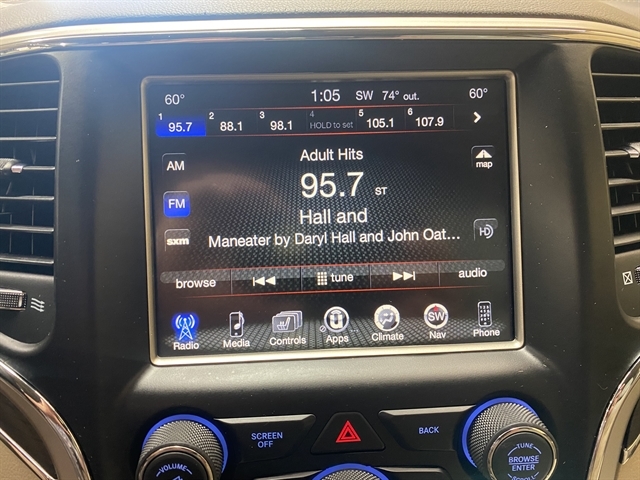 60° 1:05 SW 74° out. 60°
1 2 3 4 5 6
95.7 88.1 98.1 HOLD to set 105.1 107.9
AM Adult Hits map
95.7 ST
FM Hall and
sxm Maneater by Daryl Hall and John Oat... HD
browse tune audio
SW
Radio Media Controls Apps Climate Nav Phone
SCREEN OFF BACK
VOLUME
TUNE
BROWSE
ENTER
SCROLL